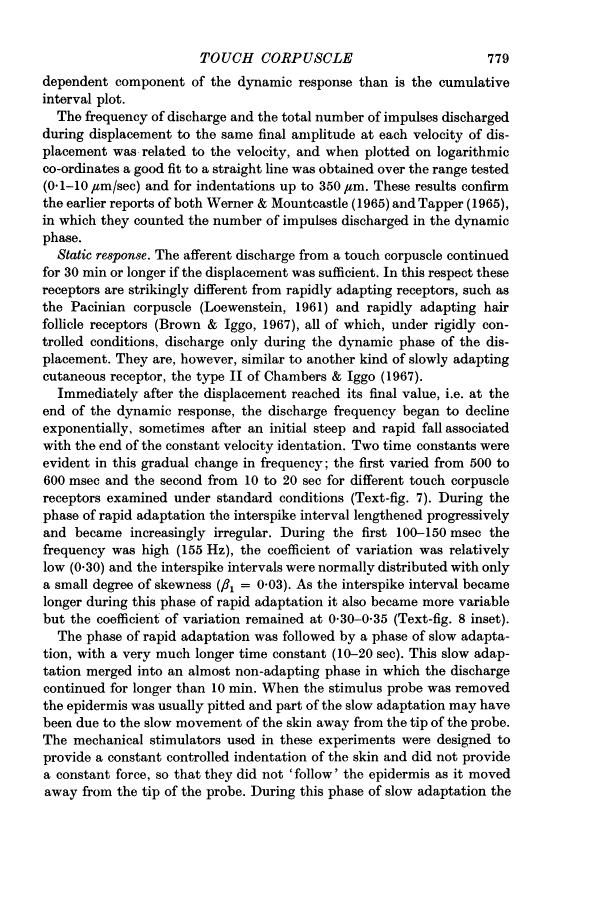 TOUCH CORPUSCLE 779
dependent component of the dynamic response than is the cumulative
interval plot.
The frequency of discharge and the total number of impulses discharged
during displacement to the same final amplitude at each velocity of dis-
placement was related to the velocity, and when plotted on logarithmic
co-ordinates a good fit to a straight line was obtained over the range tested
(0·1–10 μm/sec) and for indentations up to 350 μm. These results confirm
the earlier reports of both Werner & Mountcastle (1965) and Tapper (1965),
in which they counted the number of impulses discharged in the dynamic
phase.
Static response. The afferent discharge from a touch corpuscle continued
for 30 min or longer if the displacement was sufficient. In this respect these
receptors are strikingly different from rapidly adapting receptors, such as
the Pacinian corpuscle (Loewenstein, 1961) and rapidly adapting hair
follicle receptors (Brown & Iggo, 1967), all of which, under rigidly con-
trolled conditions, discharge only during the dynamic phase of the dis-
placement. They are, however, similar to another kind of slowly adapting
cutaneous receptor, the type II of Chambers & Iggo (1967).
Immediately after the displacement reached its final value, i.e. at the
end of the dynamic response, the discharge frequency began to decline
exponentially, sometimes after an initial steep and rapid fall associated
with the end of the constant velocity identation. Two time constants were
evident in this gradual change in frequency; the first varied from 500 to
600 msec and the second from 10 to 20 sec for different touch corpuscle
receptors examined under standard conditions (Text-fig. 7). During the
phase of rapid adaptation the interspike interval lengthened progressively
and became increasingly irregular. During the first 100–150 msec the
frequency was high (155 Hz), the coefficient of variation was relatively
low (0·30) and the interspike intervals were normally distributed with only
a small degree of skewness (β₁ = 0·03). As the interspike interval became
longer during this phase of rapid adaptation it also became more variable
but the coefficient of variation remained at 0·30–0·35 (Text-fig. 8 inset).
The phase of rapid adaptation was followed by a phase of slow adapta-
tion, with a very much longer time constant (10–20 sec). This slow adap-
tation merged into an almost non-adapting phase in which the discharge
continued for longer than 10 min. When the stimulus probe was removed
the epidermis was usually pitted and part of the slow adaptation may have
been due to the slow movement of the skin away from the tip of the probe.
The mechanical stimulators used in these experiments were designed to
provide a constant controlled indentation of the skin and did not provide
a constant force, so that they did not ‘follow’ the epidermis as it moved
away from the tip of the probe. During this phase of slow adaptation the